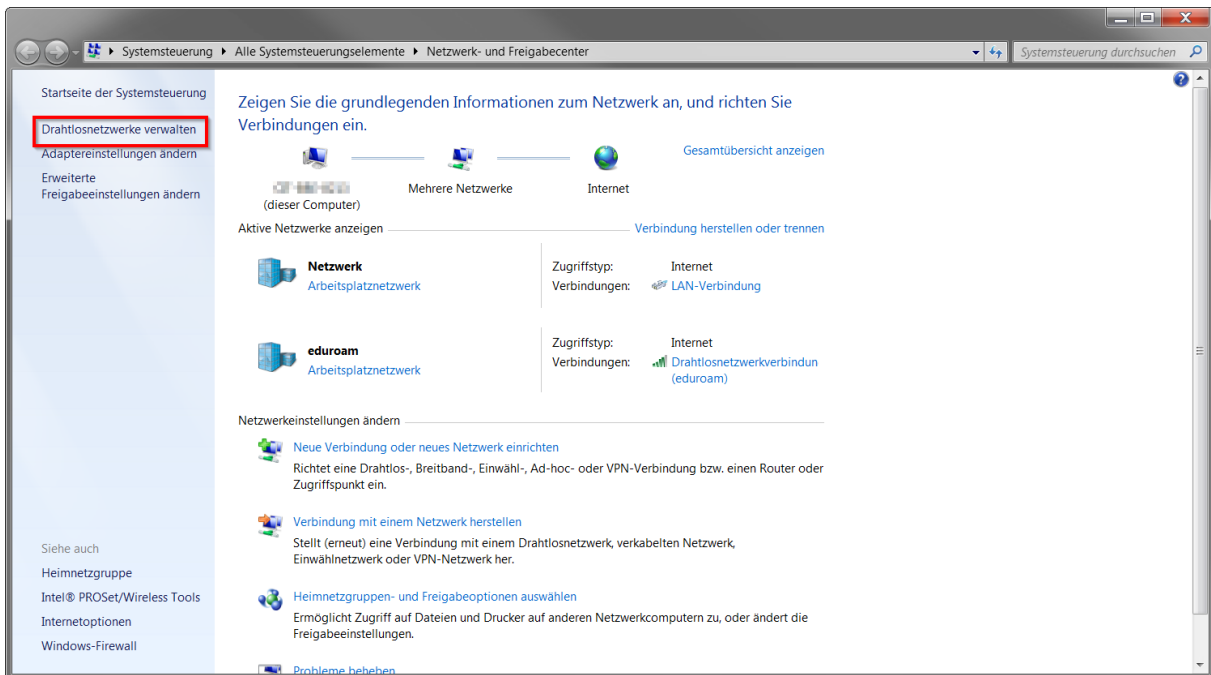 Systemsteuerung Alle Systemsteuerungselemente Netzwerk- und Freigabecenter
Systemsteuerung durchsuchen
Startseite der Systemsteuerung
Drahtlosnetzwerke verwalten
Adaptereinstellungen ändern
Erweiterte
Freigabeeinstellungen ändern
Zeigen Sie die grundlegenden Informationen zum Netzwerk an, und richten Sie
Verbindungen ein.
Gesamtübersicht anzeigen
Mehrere Netzwerke
Internet
(dieser Computer)
Aktive Netzwerke anzeigen
Verbindung herstellen oder trennen
Netzwerk
Arbeitsplatznetzwerk
Zugriffstyp: Internet
Verbindungen: LAN-Verbindung
eduroam
Arbeitsplatznetzwerk
Zugriffstyp: Internet
Verbindungen: Drahtlosnetzwerkverbindun
(eduroam)
Netzwerkeinstellungen ändern
Neue Verbindung oder neues Netzwerk einrichten
Richtet eine Drahtlos-, Breitband-, Einwähl-, Ad-hoc- oder VPN-Verbindung bzw. einen Router oder
Zugriffspunkt ein.
Verbindung mit einem Netzwerk herstellen
Stellt (erneut) eine Verbindung mit einem Drahtlosnetzwerk, verkabelten Netzwerk,
Einwählnetzwerk oder VPN-Netzwerk her.
Heimnetzgruppen- und Freigabeoptionen auswählen
Ermöglicht Zugriff auf Dateien und Drucker auf anderen Netzwerkcomputern zu, oder ändert die
Freigabeeinstellungen.
Probleme beheben
Siehe auch
Heimnetzgruppe
Intel® PROSet/Wireless Tools
Internetoptionen
Windows-Firewall